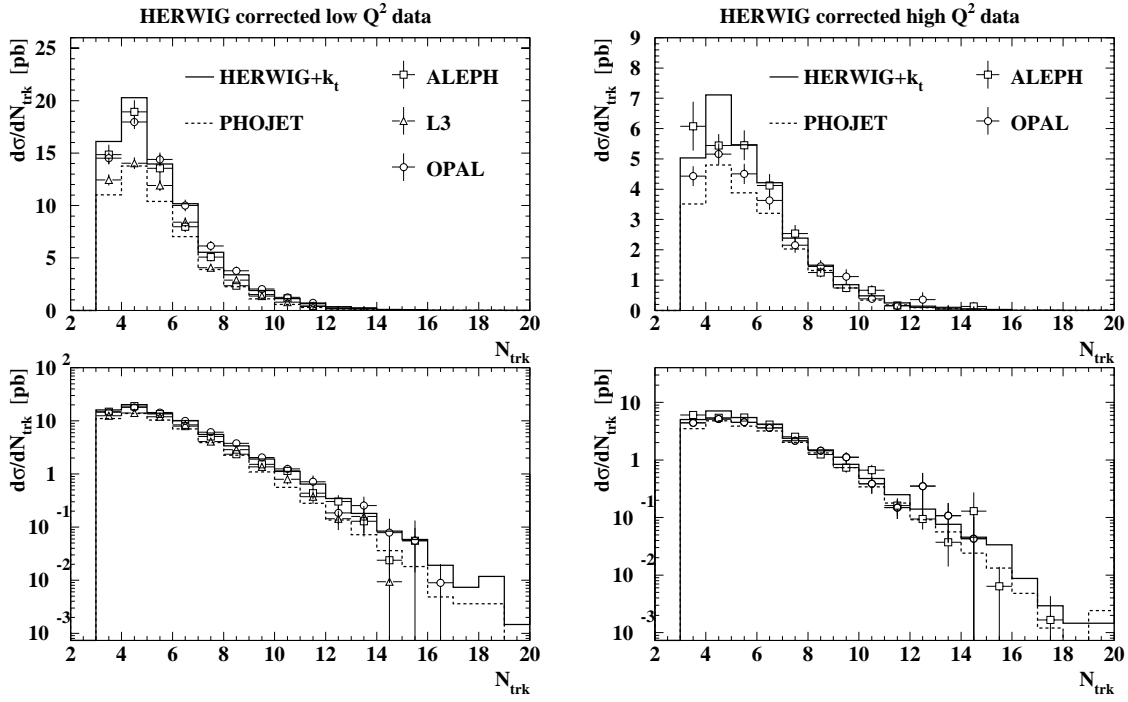 HERWIG corrected low Q² data
dσ/dN_trk [pb]
25
20
15
10
5
0
HERWIG+k_t
PHOJET
ALEPH
L3
OPAL
2 4 6 8 10 12 14 16 18 20
N_trk
HERWIG corrected high Q² data
dσ/dN_trk [pb]
9
8
7
6
5
4
3
2
1
0
HERWIG+k_t
PHOJET
ALEPH
OPAL
2 4 6 8 10 12 14 16 18 20
N_trk
dσ/dN_trk [pb]
10²
10
1
10⁻¹
10⁻²
10⁻³
2 4 6 8 10 12 14 16 18 20
N_trk
dσ/dN_trk [pb]
10
1
10⁻¹
10⁻²
10⁻³
2 4 6 8 10 12 14 16 18 20
N_trk